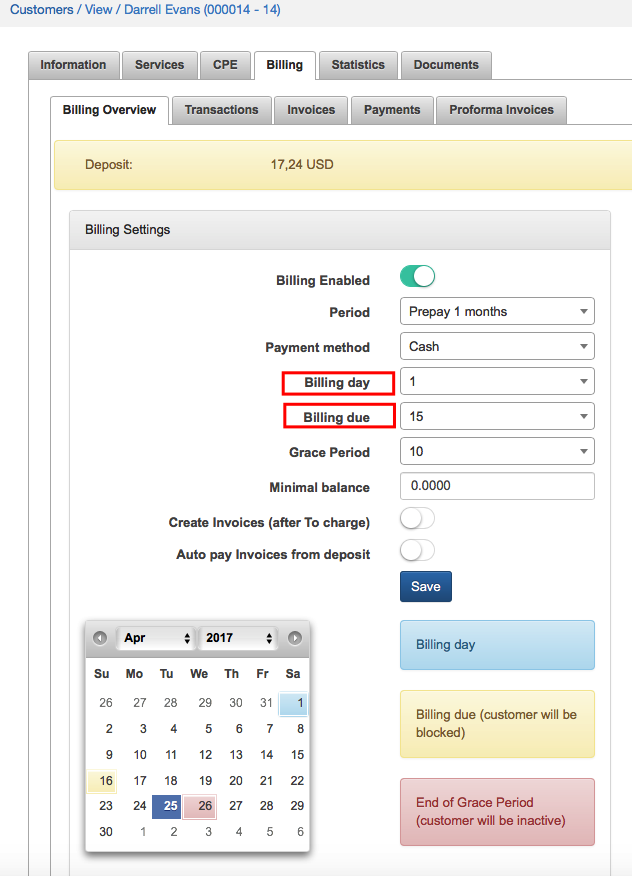 Customers / View / Darrell Evans (000014 - 14)
Information Services CPE Billing Statistics Documents
Billing Overview Transactions Invoices Payments Proforma Invoices
Deposit: 17,24 USD
Billing Settings
Billing Enabled
Period Prepay 1 months
Payment method Cash
Billing day 1
Billing due 15
Grace Period 10
Minimal balance 0.0000
Create Invoices (after To charge)
Auto pay Invoices from deposit
Save
Apr 2017
Su Mo Tu We Th Fr Sa
26 27 28 29 30 31 1
2 3 4 5 6 7 8
9 10 11 12 13 14 15
16 17 18 19 20 21 22
23 24 25 26 27 28 29
30 1 2 3 4 5 6
Billing day
Billing due (customer will be
blocked)
End of Grace Period
(customer will be inactive)